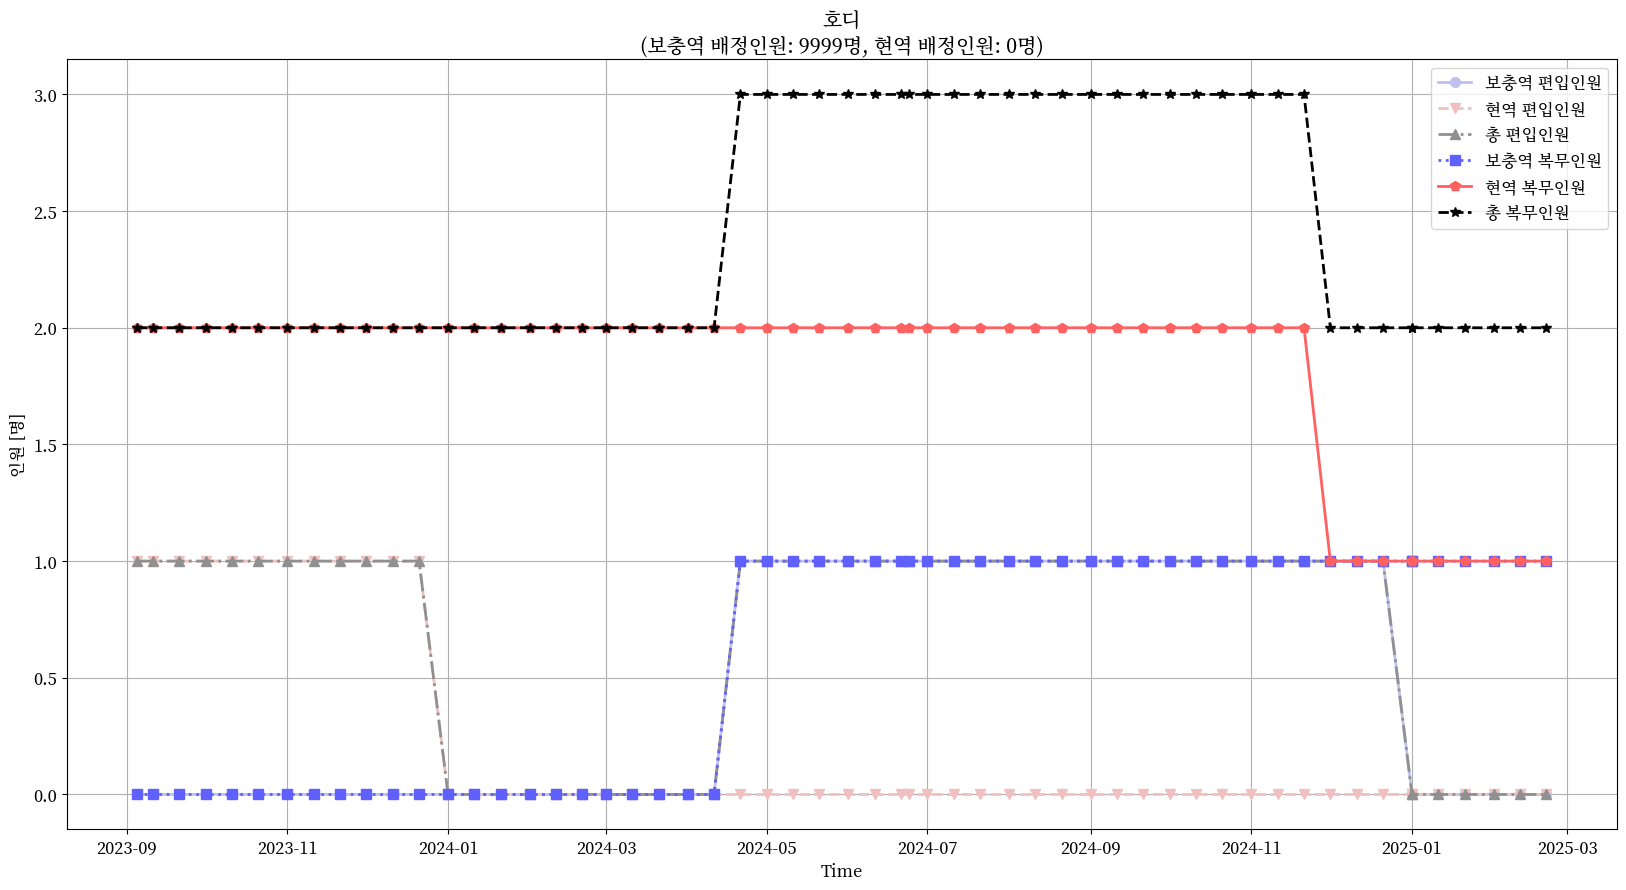 호디
(보충역 배정인원: 9999명, 현역 배정인원: 0명)
보충역 편입인원
현역 편입인원
총 편입인원
보충역 복무인원
현역 복무인원
총 복무인원
3.0
2.5
2.0
1.5
1.0
0.5
0.0
인원 [명]
2023-09
2023-11
2024-01
2024-03
2024-05
2024-07
2024-09
2024-11
2025-01
2025-03
Time